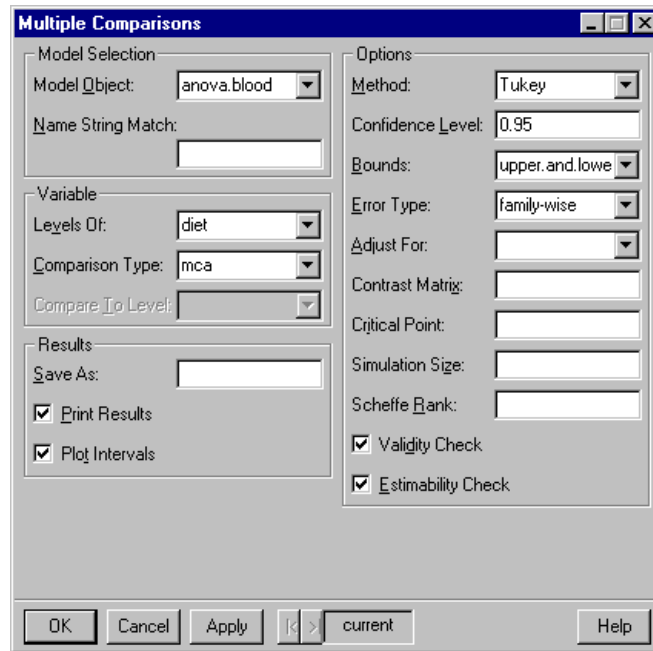 Multiple Comparisons
Model Selection
Model Object: anova.blood
Name String Match:
Variable
Levels Of: diet
Comparison Type: mca
Compare To Level:
Results
Save As:
Print Results
Plot Intervals
Options
Method: Tukey
Confidence Level: 0.95
Bounds: upper.and.lowe
Error Type: family-wise
Adjust For:
Contrast Matrix:
Critical Point:
Simulation Size:
Scheffe Rank:
Validity Check
Estimability Check
OK Cancel Apply current Help